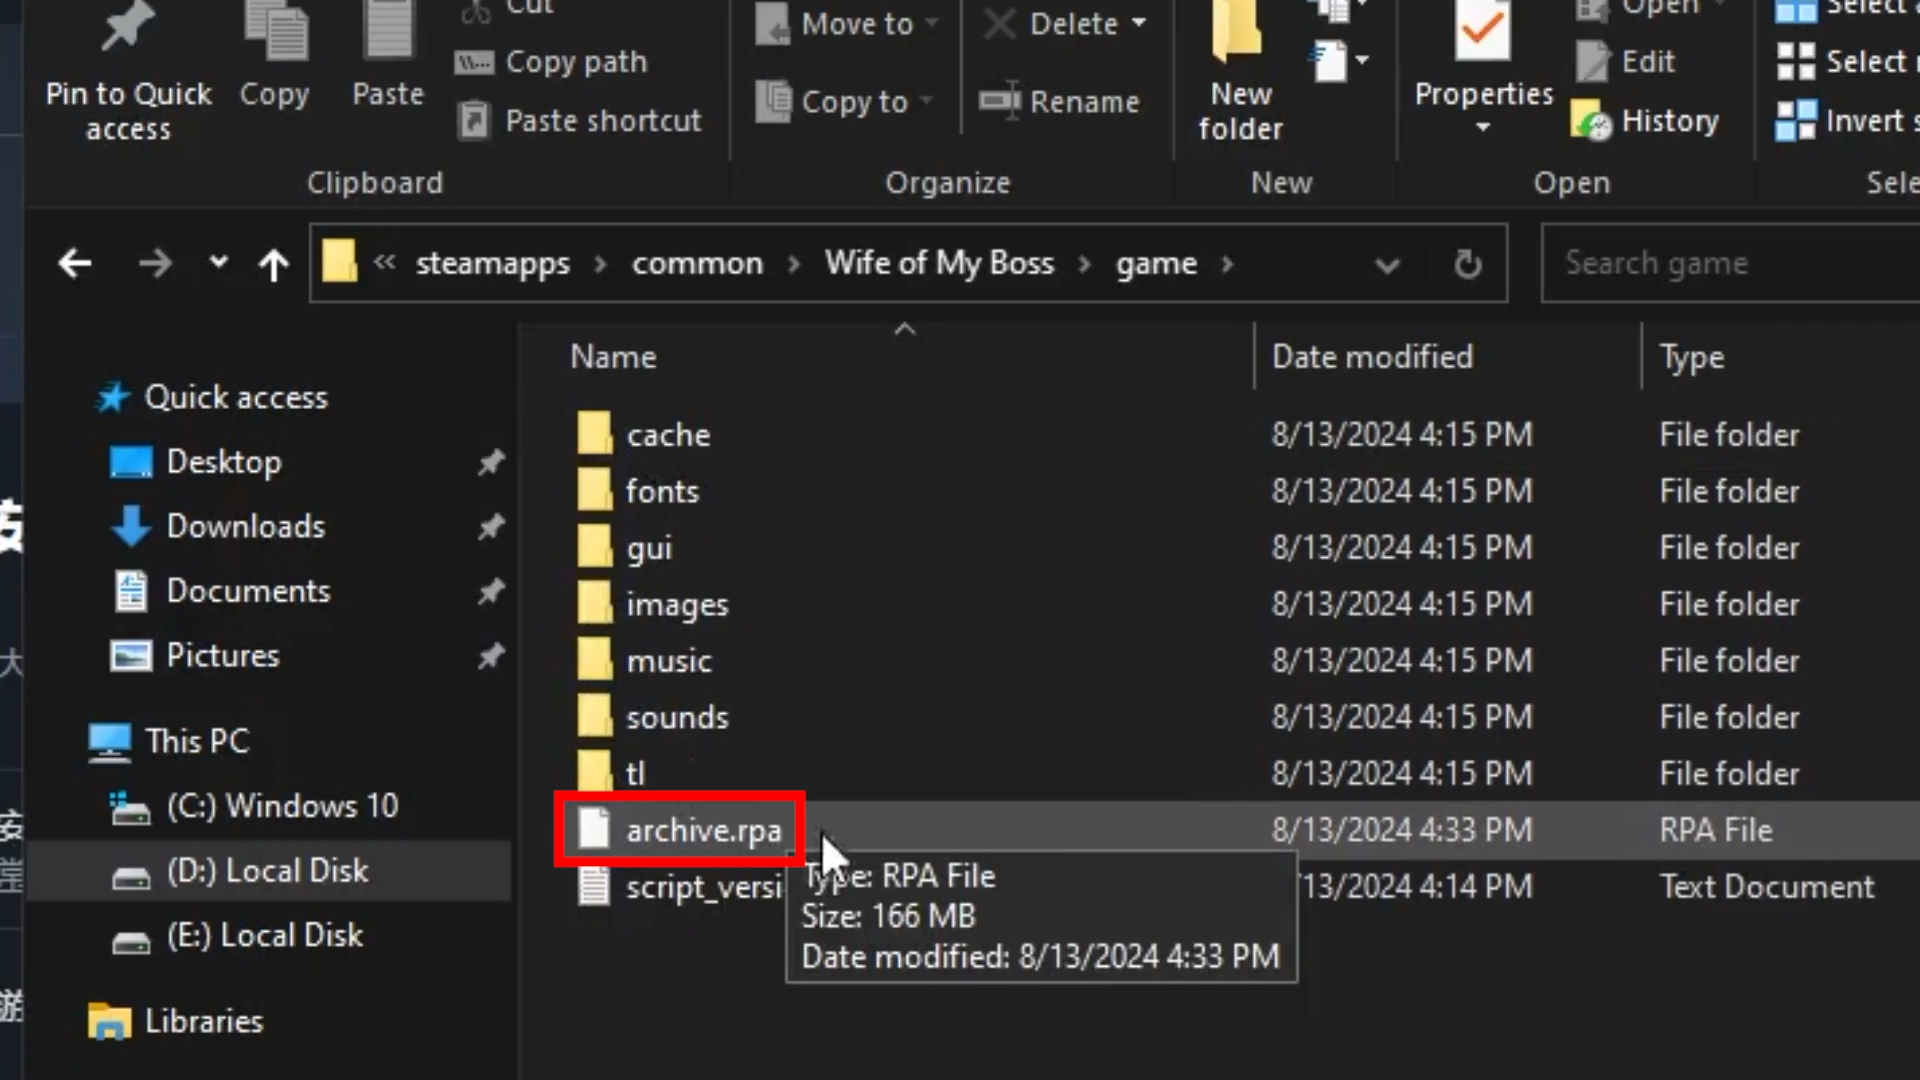 Cut
Pin to Quick access
Copy
Paste
Copy path
Paste shortcut
Move to
Copy to
Delete
Rename
New folder
Properties
Open
Edit
History
Select
Select
Invert
Clipboard
Organize
New
Open
Sele
« steamapps > common > Wife of My Boss > game >
Search game
Name
Date modified
Type
Quick access
Desktop
Downloads
Documents
Pictures
This PC
(C:) Windows 10
(D:) Local Disk
(E:) Local Disk
Libraries
cache 8/13/2024 4:15 PM File folder
fonts 8/13/2024 4:15 PM File folder
gui 8/13/2024 4:15 PM File folder
images 8/13/2024 4:15 PM File folder
music 8/13/2024 4:15 PM File folder
sounds 8/13/2024 4:15 PM File folder
tl 8/13/2024 4:15 PM File folder
archive.rpa 8/13/2024 4:33 PM RPA File
script_versi 13/2024 4:14 PM Text Document
Type: RPA File
Size: 166 MB
Date modified: 8/13/2024 4:33 PM